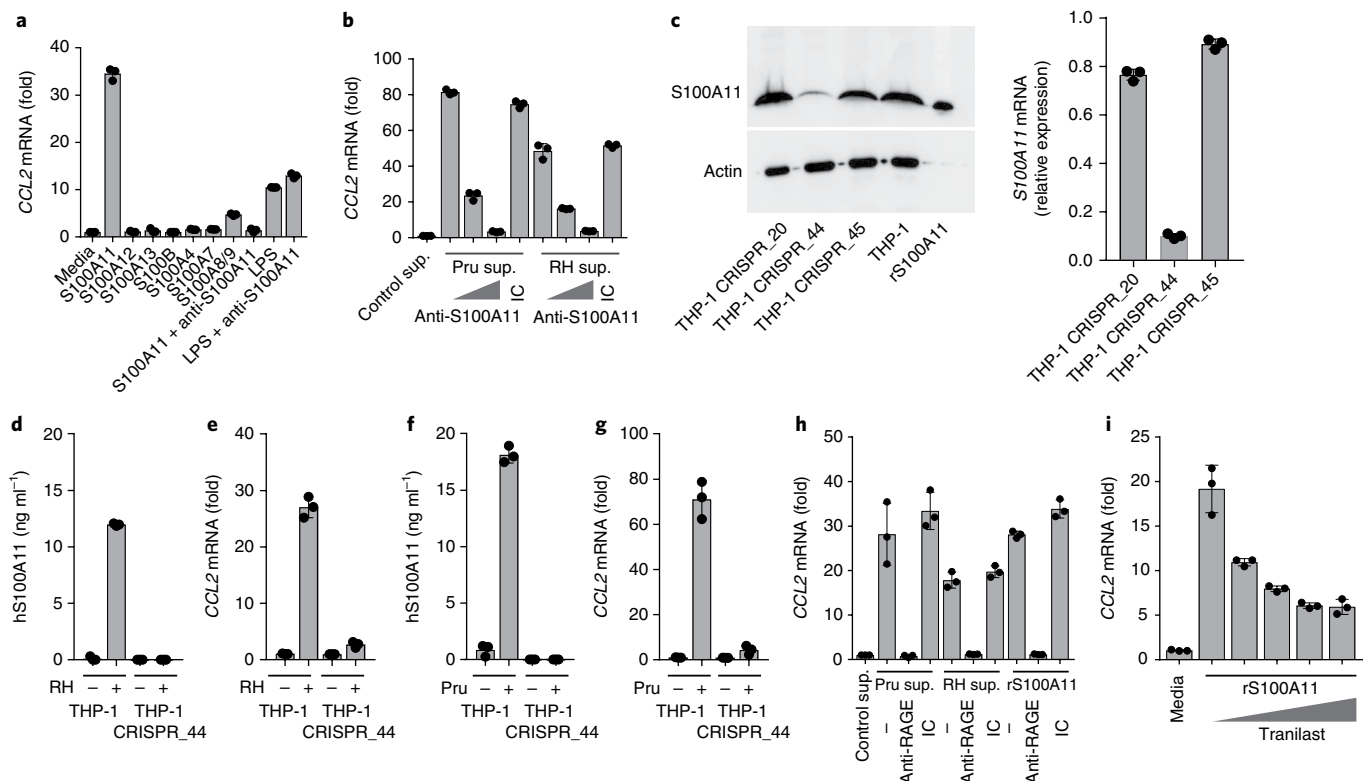 a
CCL2 mRNA (fold)
40
30
20
10
0
Media
S100A11
S100A12
S100A13
S100B
S100A4
S100A7
S100A8/9
S100A11 + anti-S100A11
LPS
LPS + anti-S100A11
b
CCL2 mRNA (fold)
100
80
60
40
20
0
Control sup.
Pru sup.
RH sup.
IC
IC
Anti-S100A11
Anti-S100A11
c
S100A11
Actin
THP-1 CRISPR_20
THP-1 CRISPR_44
THP-1 CRISPR_45
THP-1
rS100A11
S100A11 mRNA
(relative expression)
1.0
0.8
0.6
0.4
0.2
0.0
THP-1 CRISPR_20
THP-1 CRISPR_44
THP-1 CRISPR_45
d
hS100A11 (ng ml−1)
15
10
5
0
RH − + − +
THP-1 THP-1
CRISPR_44
e
CCL2 mRNA (fold)
40
30
20
10
0
RH − + − +
THP-1 THP-1
CRISPR_44
f
hS100A11 (ng ml−1)
20
15
10
5
0
Pru − + − +
THP-1 THP-1
CRISPR_44
g
CCL2 mRNA (fold)
100
80
60
40
20
0
Pru − + − +
THP-1 THP-1
CRISPR_44
h
CCL2 mRNA (fold)
50
40
30
20
10
0
Control sup.
Pru sup. RH sup. rS100A11
−
Anti-RAGE
IC
−
Anti-RAGE
IC
−
Anti-RAGE
IC
i
CCL2 mRNA (fold)
25
20
15
10
5
0
Media
rS100A11
Tranilast